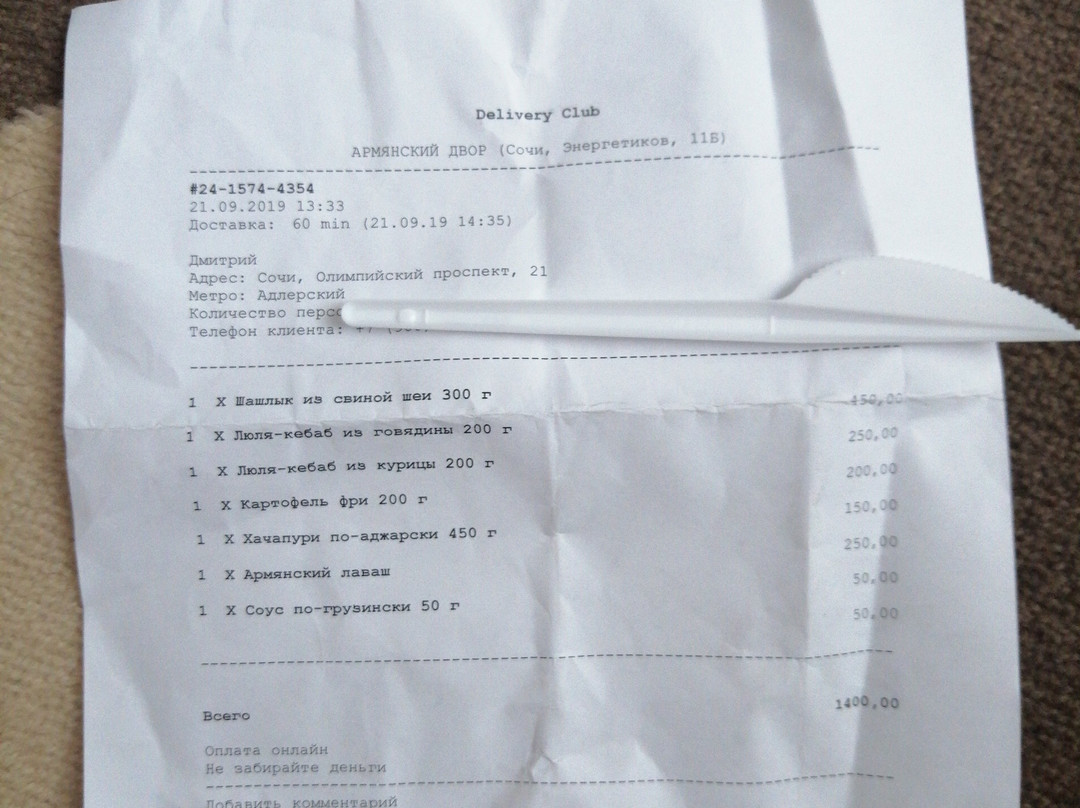 Delivery Club
АРМЯНСКИЙ ДВОР (Сочи, Энергетиков, 11Б)
#24-1574-4354
21.09.2019 13:33
Доставка: 60 min (21.09.19 14:35)
Дмитрий
Адрес: Сочи, Олимпийский проспект, 21
Метро: Адлерский
Количество
Телефон клиента: +7
1 X Шашлык из свиной шеи 300 г 450,00
1 X Люля-кебаб из говядины 200 г 250,00
1 X Люля-кебаб из курицы 200 г 200,00
1 X Картофель фри 200 г 150,00
1 X Хачапури по-аджарски 450 г 250,00
1 X Армянский лаваш 50,00
1 X Соус по-грузински 50 г 50,00
Всего 1400,00
Оплата онлайн
Не забирайте деньги
Добавить комментарий